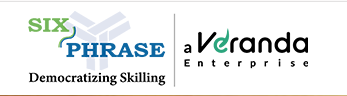 SIX
PHRASE
Democratizing Skilling
a Veranda
Enterprise